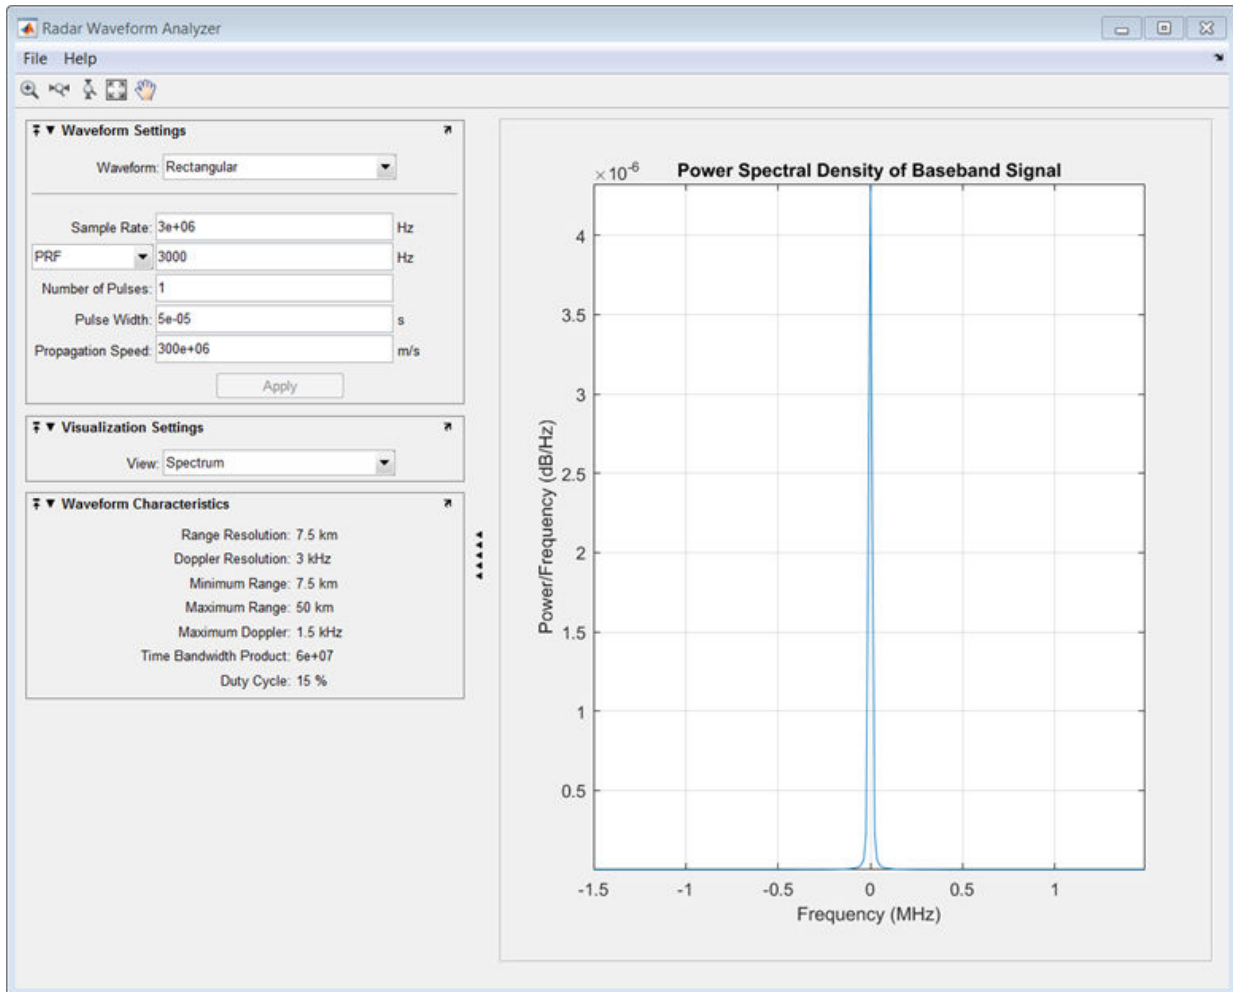 Radar Waveform Analyzer
File Help
Waveform Settings
Waveform: Rectangular
Sample Rate: 3e+06 Hz
PRF 3000 Hz
Number of Pulses: 1
Pulse Width: 5e-05 s
Propagation Speed: 300e+06 m/s
Apply
Visualization Settings
View: Spectrum
Waveform Characteristics
Range Resolution: 7.5 km
Doppler Resolution: 3 kHz
Minimum Range: 7.5 km
Maximum Range: 50 km
Maximum Doppler: 1.5 kHz
Time Bandwidth Product: 6e+07
Duty Cycle: 15 %
Power Spectral Density of Baseband Signal
×10⁻⁶
4
3.5
3
2.5
2
1.5
1
0.5
Power/Frequency (dB/Hz)
-1.5 -1 -0.5 0 0.5 1
Frequency (MHz)